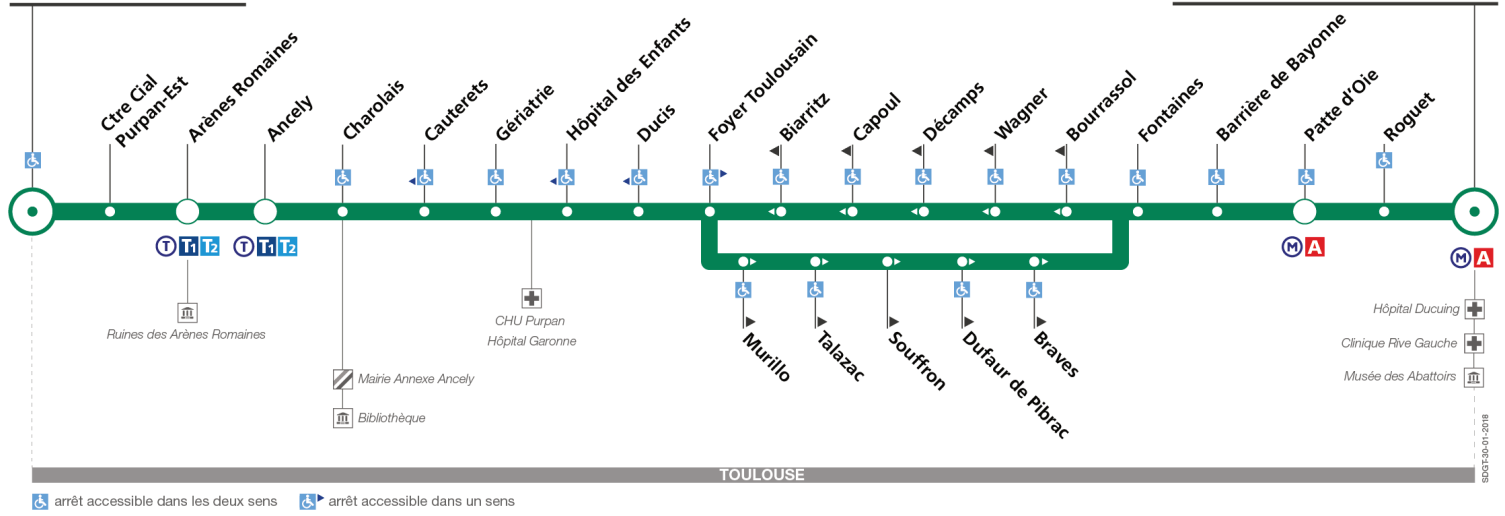 Ctre Cial
Purpan-Est
Arènes Romaines
Ancely
Charolais
Cauterets
Gériatrie
Hôpital des Enfants
Ducis
Foyer Toulousain
Biarritz
Capoul
Décamps
Wagner
Bourrassol
Fontaines
Barrière de Bayonne
Patte d'Oie
Roguet
T T1 T2
T T1 T2
M A
M A
Ruines des Arènes Romaines
CHU Purpan
Hôpital Garonne
Mairie Annexe Ancely
Bibliothèque
Murillo
Talazac
Souffron
Dufaur de Pibrac
Braves
Hôpital Ducuing
Clinique Rive Gauche
Musée des Abattoirs
SDGT-30-01-2018
TOULOUSE
arrêt accessible dans les deux sens
arrêt accessible dans un sens